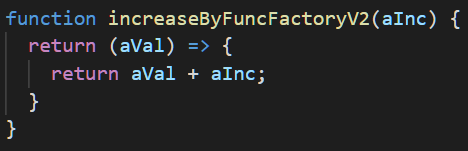 function increaseByFuncFactoryV2(aInc) {
  return (aVal) => {
    return aVal + aInc;
  }
}